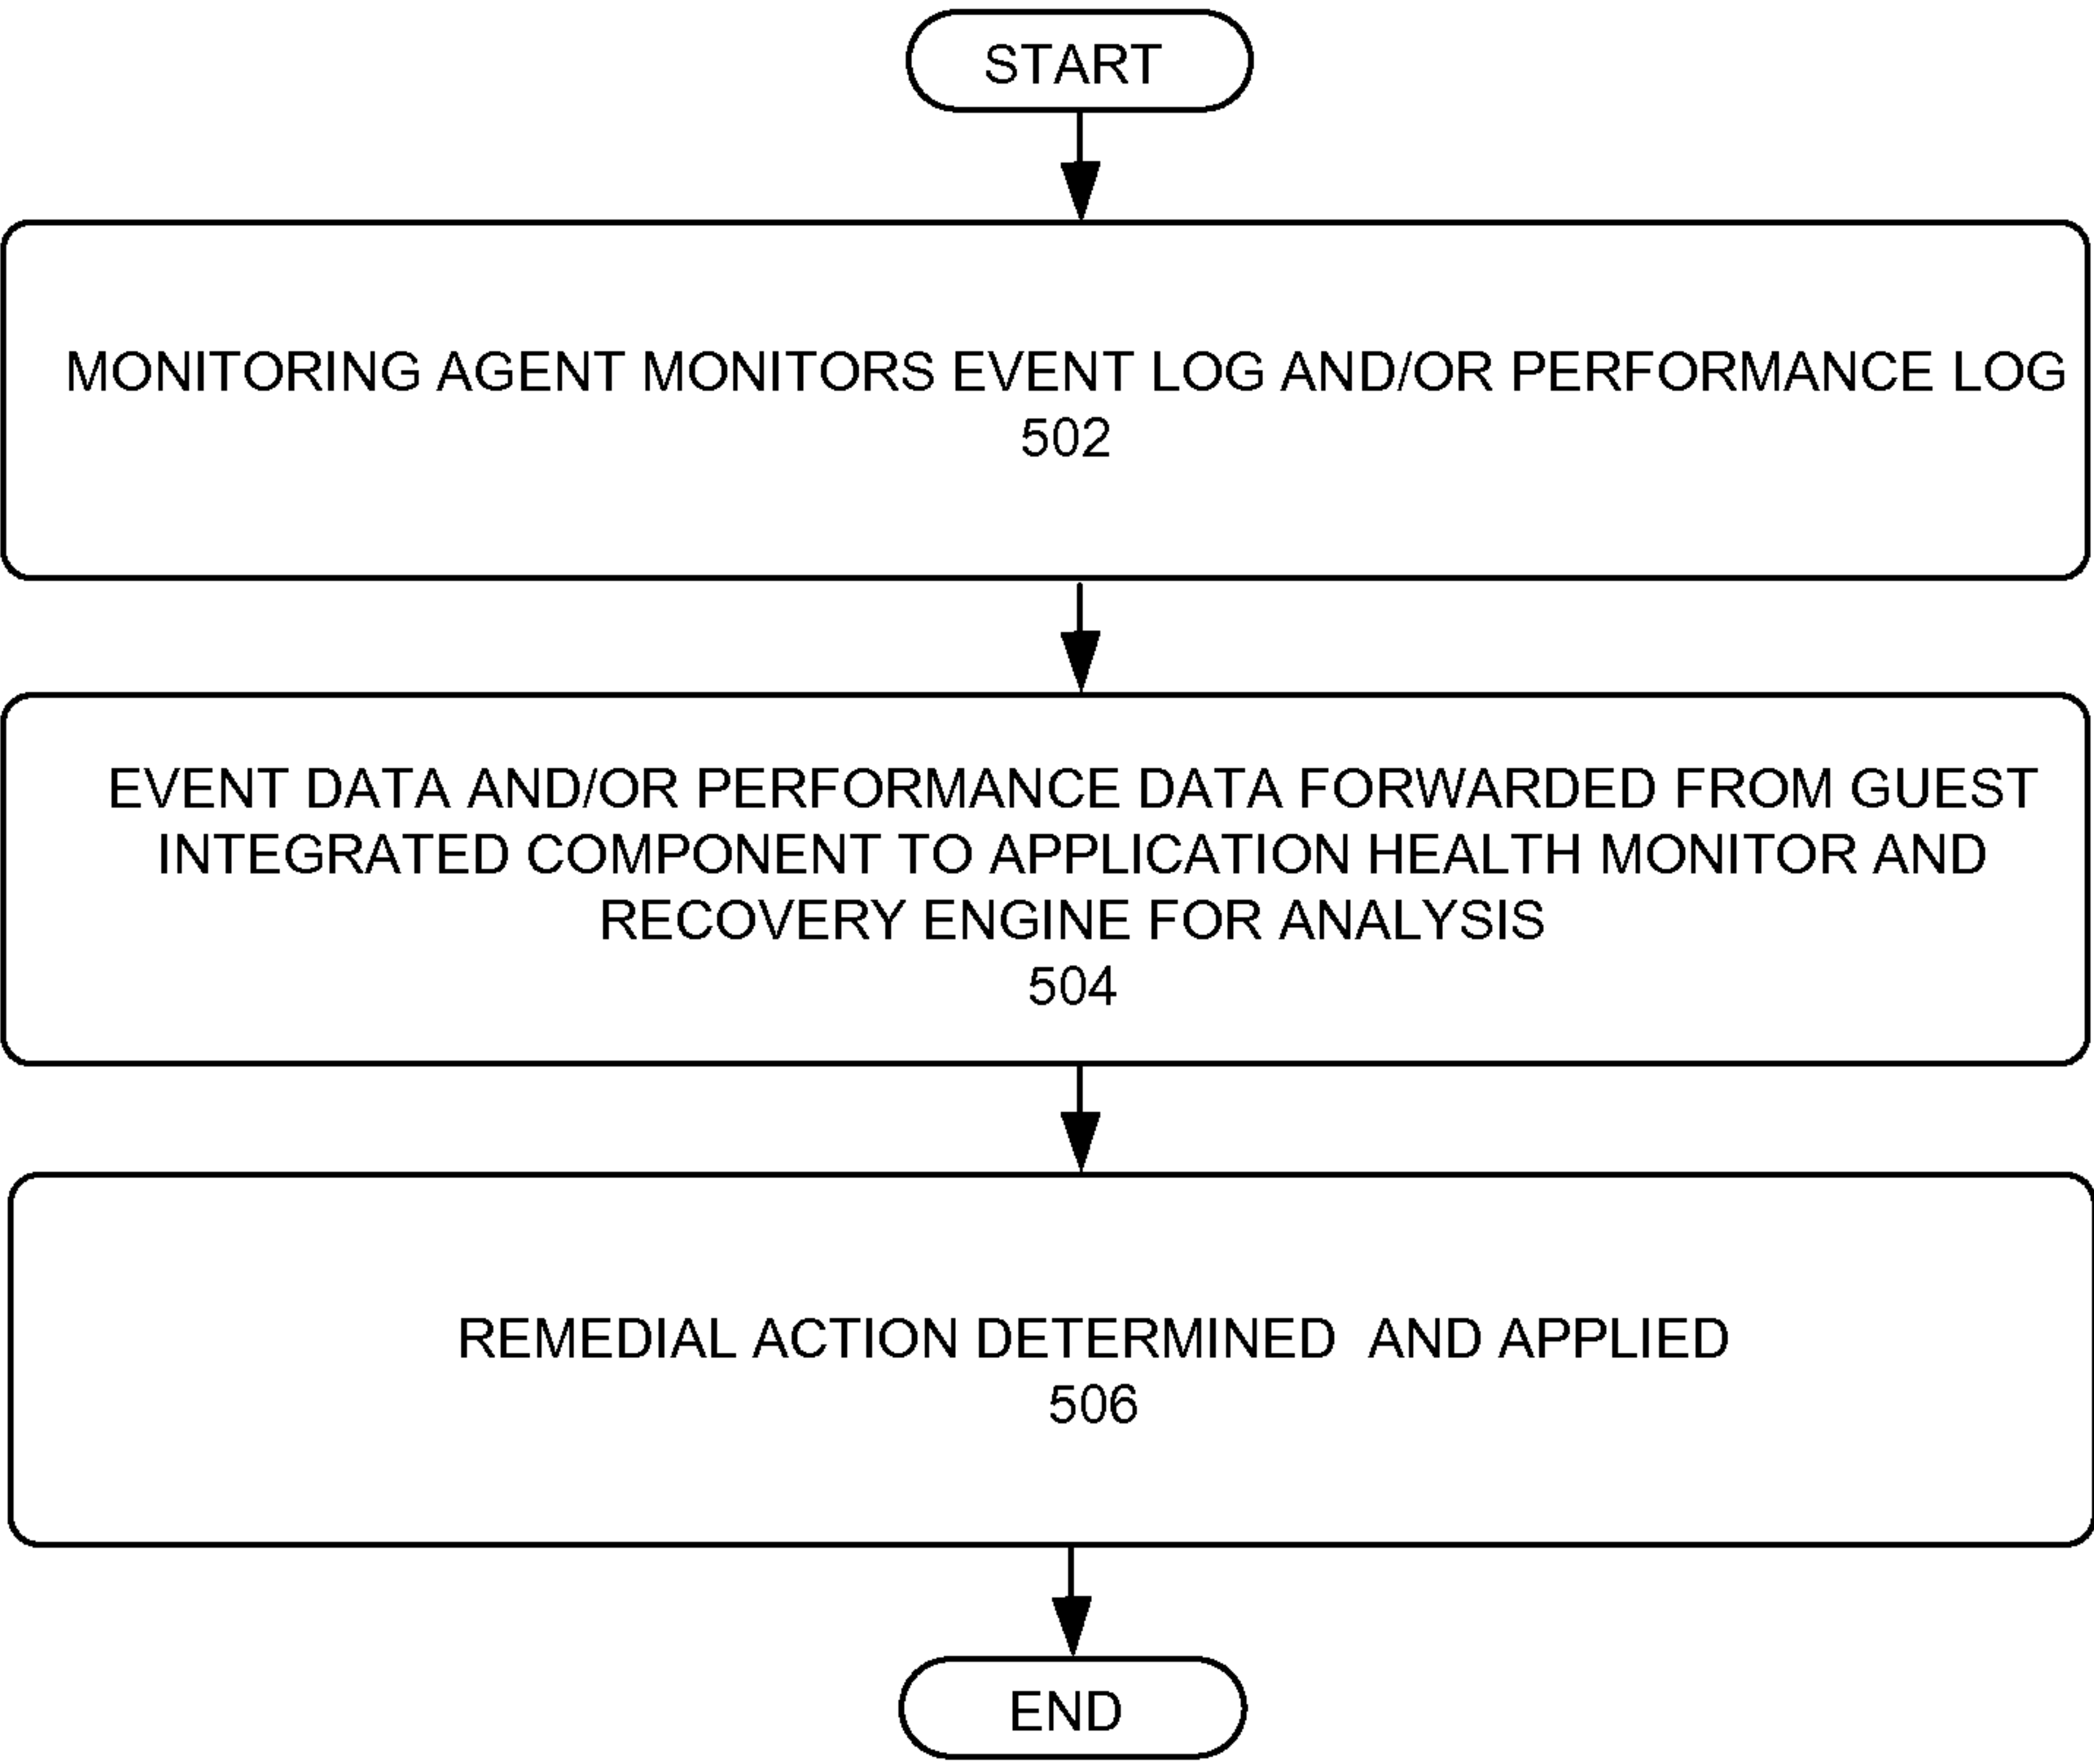 START
MONITORING AGENT MONITORS EVENT LOG AND/OR PERFORMANCE LOG
502
EVENT DATA AND/OR PERFORMANCE DATA FORWARDED FROM GUEST
INTEGRATED COMPONENT TO APPLICATION HEALTH MONITOR AND
RECOVERY ENGINE FOR ANALYSIS
504
REMEDIAL ACTION DETERMINED  AND APPLIED
506
END